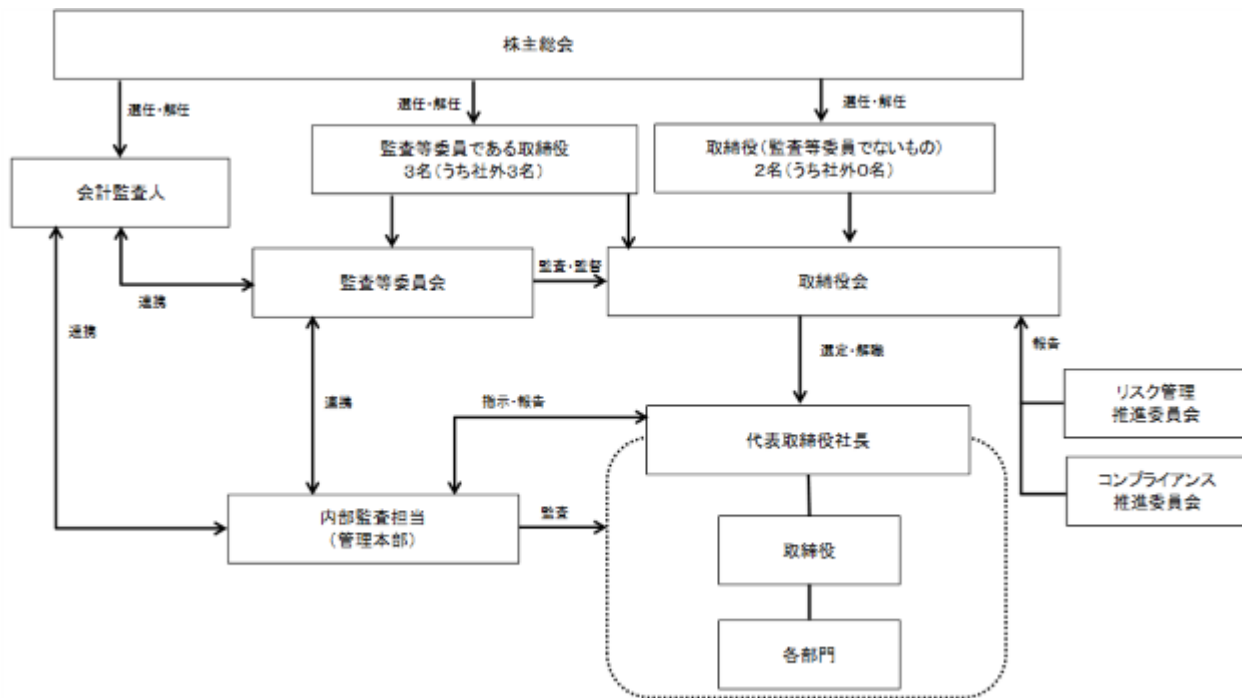 株主総会
選任・解任
選任・解任
選任・解任
監査等委員である取締役
3名(うち社外3名)
取締役(監査等委員でないもの)
2名(うち社外0名)
会計監査人
監査等委員会
監査・監督
取締役会
連携
連携
選定・解職
報告
リスク管理
推進委員会
連携
指示・報告
代表取締役社長
コンプライアンス
推進委員会
内部監査担当
(管理本部)
監査
取締役
各部門